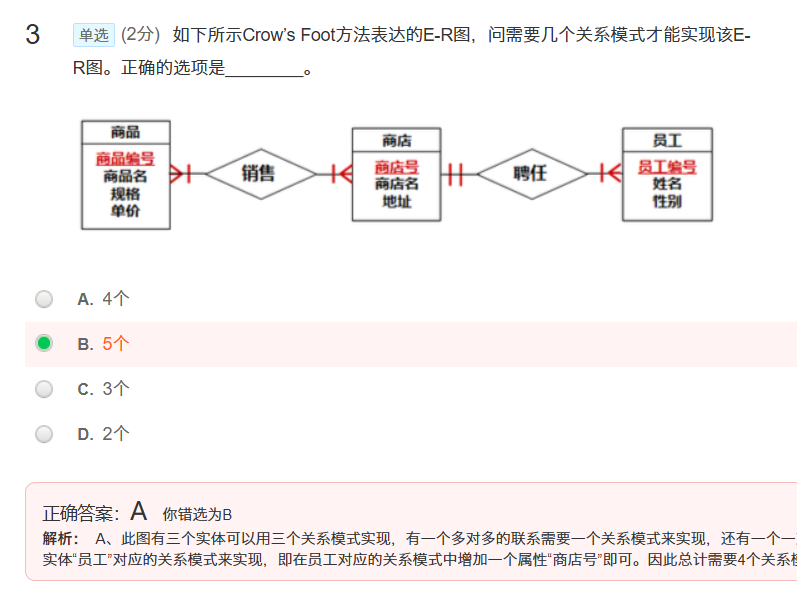 3 单选 (2分) 如下所示Crow's Foot方法表达的E-R图，问需要几个关系模式才能实现该E-
R图。正确的选项是________。
商品
商品编号
商品名
规格
单价
销售
商店
商店号
商店名
地址
聘任
员工
员工编号
姓名
性别
A. 4个
B. 5个
C. 3个
D. 2个
正确答案：A 你错选为B
解析： A、此图有三个实体可以用三个关系模式实现，有一个多对多的联系需要一个关系模式来实现，还有一个一
实体“员工”对应的关系模式来实现，即在员工对应的关系模式中增加一个属性“商店号”即可。因此总计需要4个关系